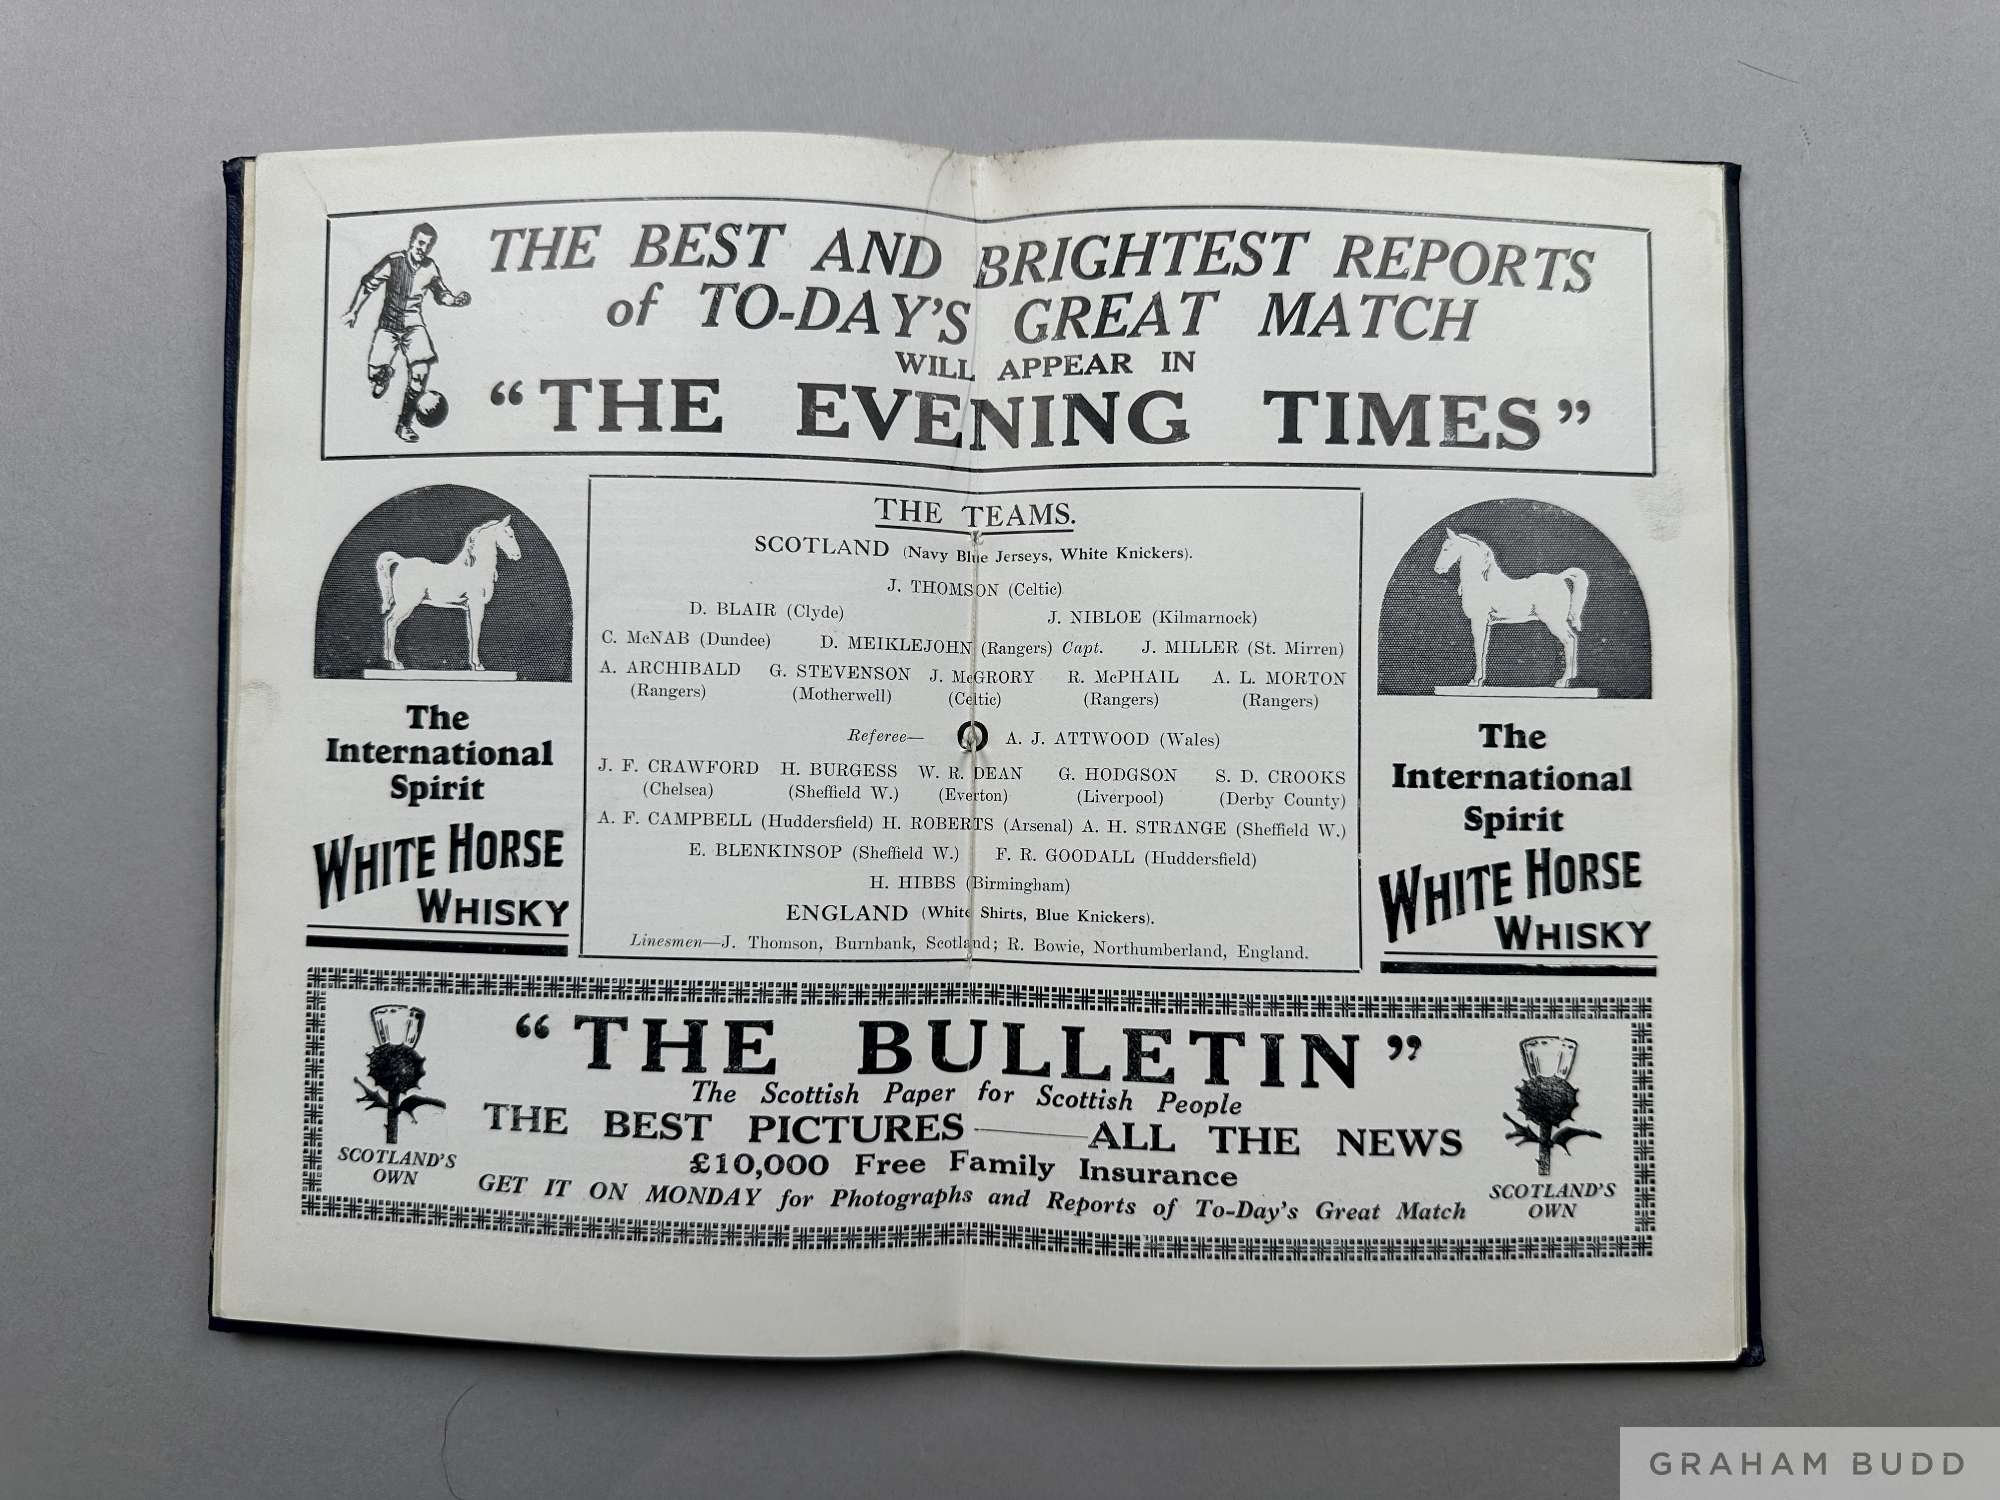 THE BEST AND BRIGHTEST REPORTS
of TO-DAY'S GREAT MATCH
WILL APPEAR IN
"THE EVENING TIMES"
The
International
Spirit
WHITE HORSE
WHISKY
THE TEAMS.
SCOTLAND (Navy Blue Jerseys, White Knickers).
J. THOMSON (Celtic)
D. BLAIR (Clyde) J. NIBLOE (Kilmarnock)
C. McNAB (Dundee) D. MEIKLEJOHN (Rangers) Capt. J. MILLER (St. Mirren)
A. ARCHIBALD G. STEVENSON J. McGRORY R. McPHAIL A. L. MORTON
(Rangers) (Motherwell) (Celtic) (Rangers) (Rangers)
Referee— A. J. ATTWOOD (Wales)
J. F. CRAWFORD H. BURGESS W. R. DEAN G. HODGSON S. D. CROOKS
(Chelsea) (Sheffield W.) (Everton) (Liverpool) (Derby County)
A. F. CAMPBELL (Huddersfield) H. ROBERTS (Arsenal) A. H. STRANGE (Sheffield W.)
E. BLENKINSOP (Sheffield W.) F. R. GOODALL (Huddersfield)
H. HIBBS (Birmingham)
ENGLAND (White Shirts, Blue Knickers).
Linesmen—J. Thomson, Burnbank, Scotland; R. Bowie, Northumberland, England.
The
International
Spirit
WHITE HORSE
WHISKY
"THE BULLETIN"
The Scottish Paper for Scottish People
THE BEST PICTURES——ALL THE NEWS
£10,000 Free Family Insurance
GET IT ON MONDAY for Photographs and Reports of To-Day's Great Match
SCOTLAND'S
OWN
SCOTLAND'S
OWN
GRAHAM BUDD